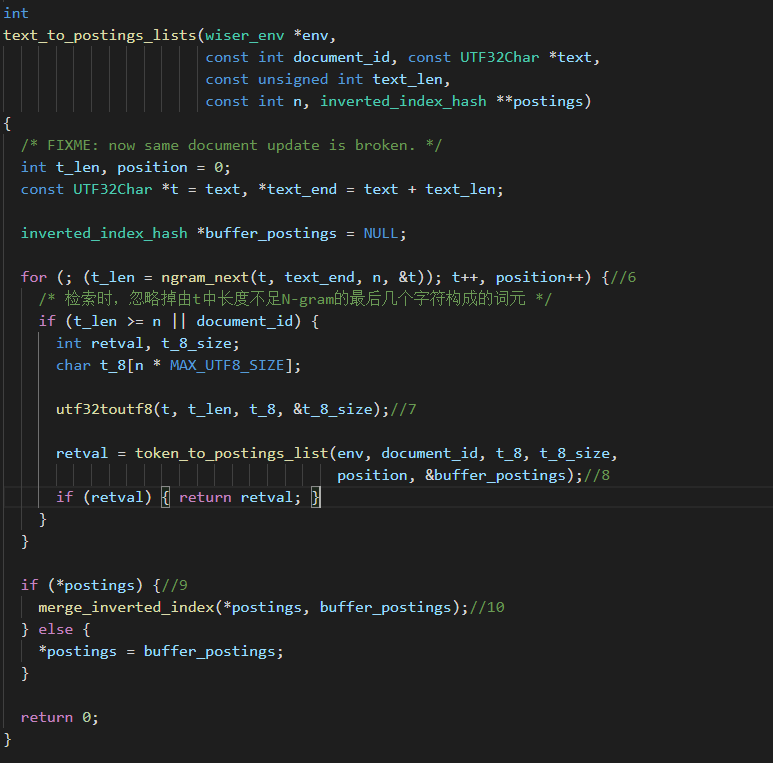 int
text_to_postings_lists(wiser_env *env,
const int document_id, const UTF32Char *text,
const unsigned int text_len,
const int n, inverted_index_hash **postings)
{
/* FIXME: now same document update is broken. */
int t_len, position = 0;
const UTF32Char *t = text, *text_end = text + text_len;
inverted_index_hash *buffer_postings = NULL;
for (; (t_len = ngram_next(t, text_end, n, &t)); t++, position++) {//6
/* 检索时，忽略掉由t中长度不足N-gram的最后几个字符构成的词元 */
if (t_len >= n || document_id) {
int retval, t_8_size;
char t_8[n * MAX_UTF8_SIZE];
utf32toutf8(t, t_len, t_8, &t_8_size);//7
retval = token_to_postings_list(env, document_id, t_8, t_8_size,
position, &buffer_postings);//8
if (retval) { return retval; }
}
}
if (*postings) {//9
merge_inverted_index(*postings, buffer_postings);//10
} else {
*postings = buffer_postings;
}
return 0;
}